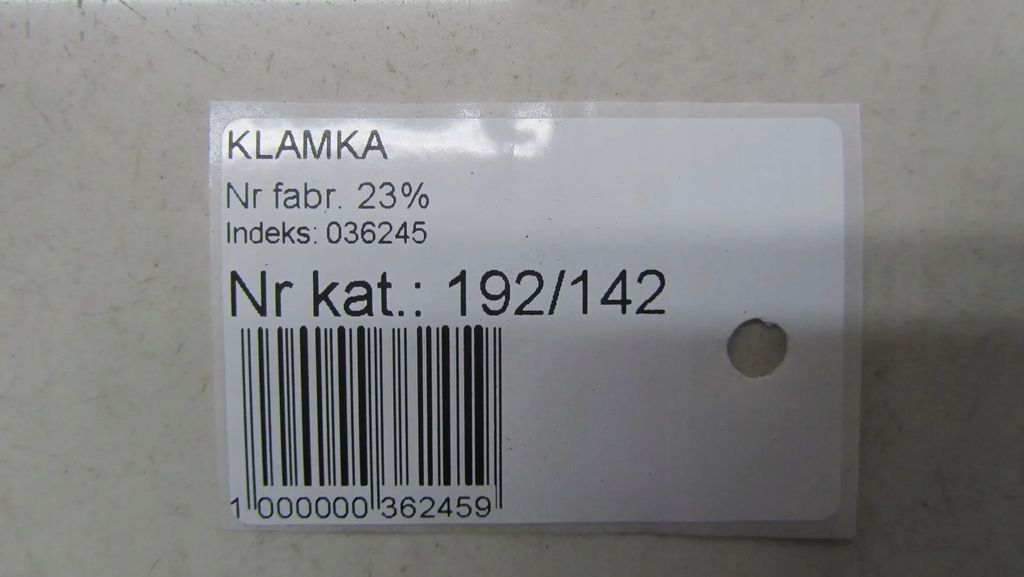 KLAMKA
Nr fabr. 23%
Indeks: 036245
Nr kat.: 192/142
1 000000 362459